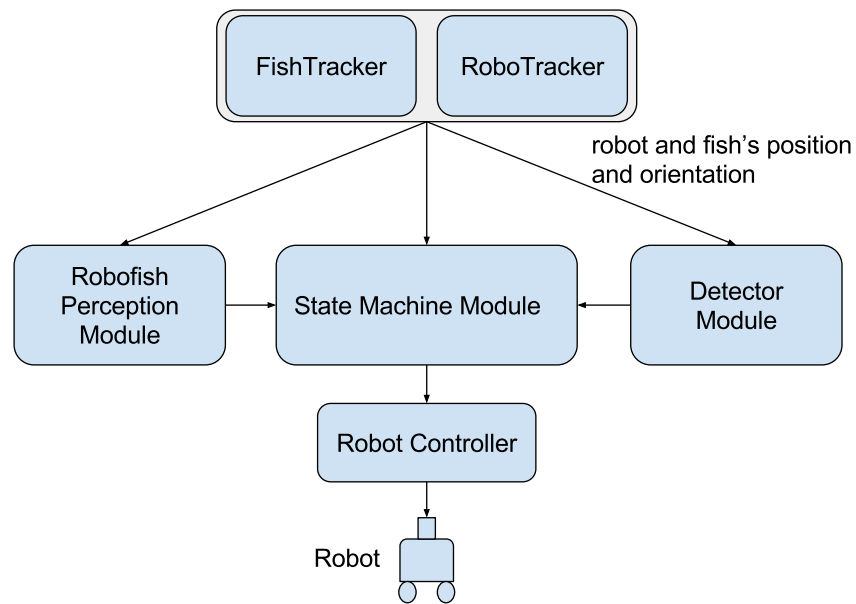 FishTracker
RoboTracker
robot and fish's position
and orientation
Robofish
Perception
Module
State Machine Module
Detector
Module
Robot Controller
Robot